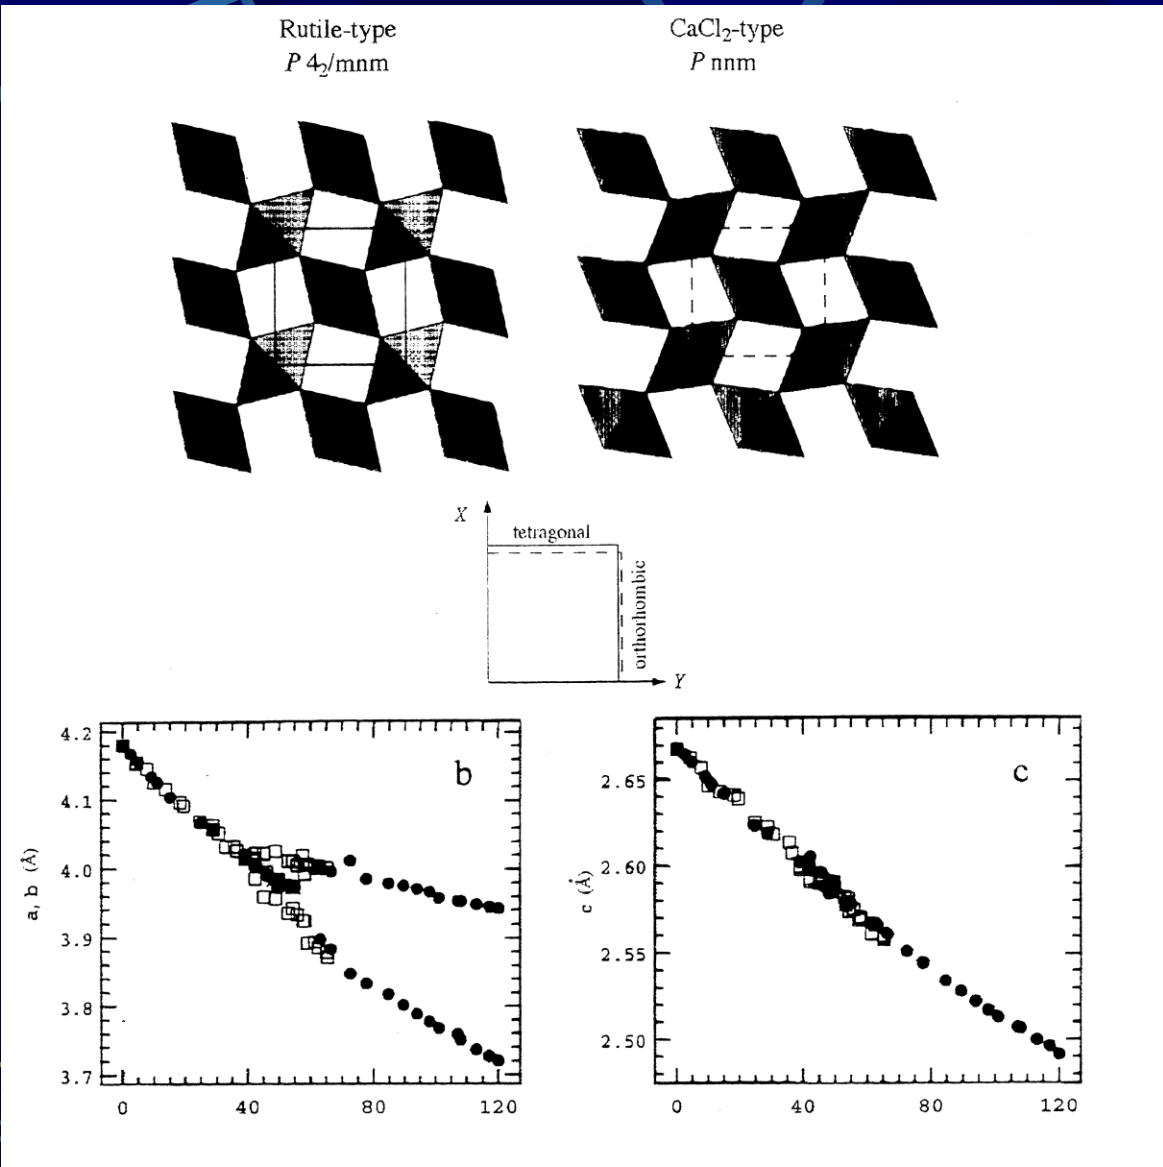 Rutile-type
P 4₂/mnm
CaCl₂-type
P nnm
X
tetragonal
orthorhombic
Y
b
a, b (Å)
4.2
4.1
4.0
3.9
3.8
3.7
0 40 80 120
c
c (Å)
2.65
2.60
2.55
2.50
0 40 80 120